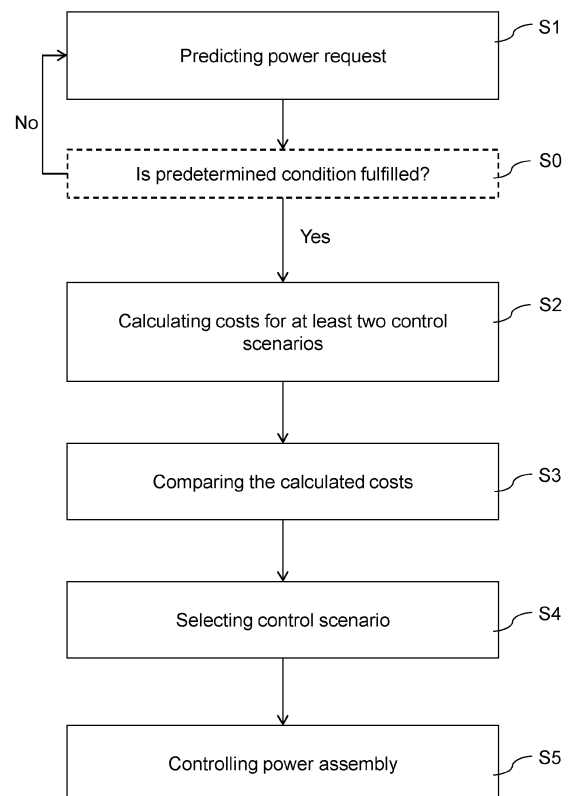 S1
Predicting power request
No
S0
Is predetermined condition fulfilled?
Yes
S2
Calculating costs for at least two control
scenarios
S3
Comparing the calculated costs
S4
Selecting control scenario
S5
Controlling power assembly